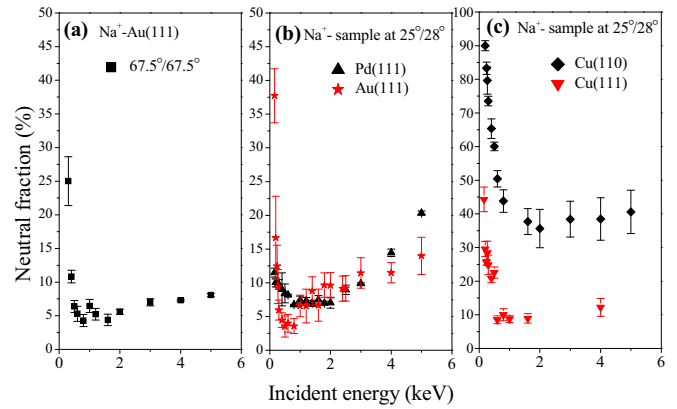 (a) Na⁺-Au(111)
67.5°/67.5°
(b) Na⁺- sample at 25°/28°
Pd(111)
Au(111)
(c) Na⁺- sample at 25°/28°
Cu(110)
Cu(111)
Neutral fraction (%)
50
45
40
35
30
25
20
15
10
5
0
50
45
40
35
30
25
20
15
10
5
0
100
90
80
70
60
50
40
30
20
10
0
0 2 4 6
0 2 4 6
0 2 4 6
Incident energy (keV)